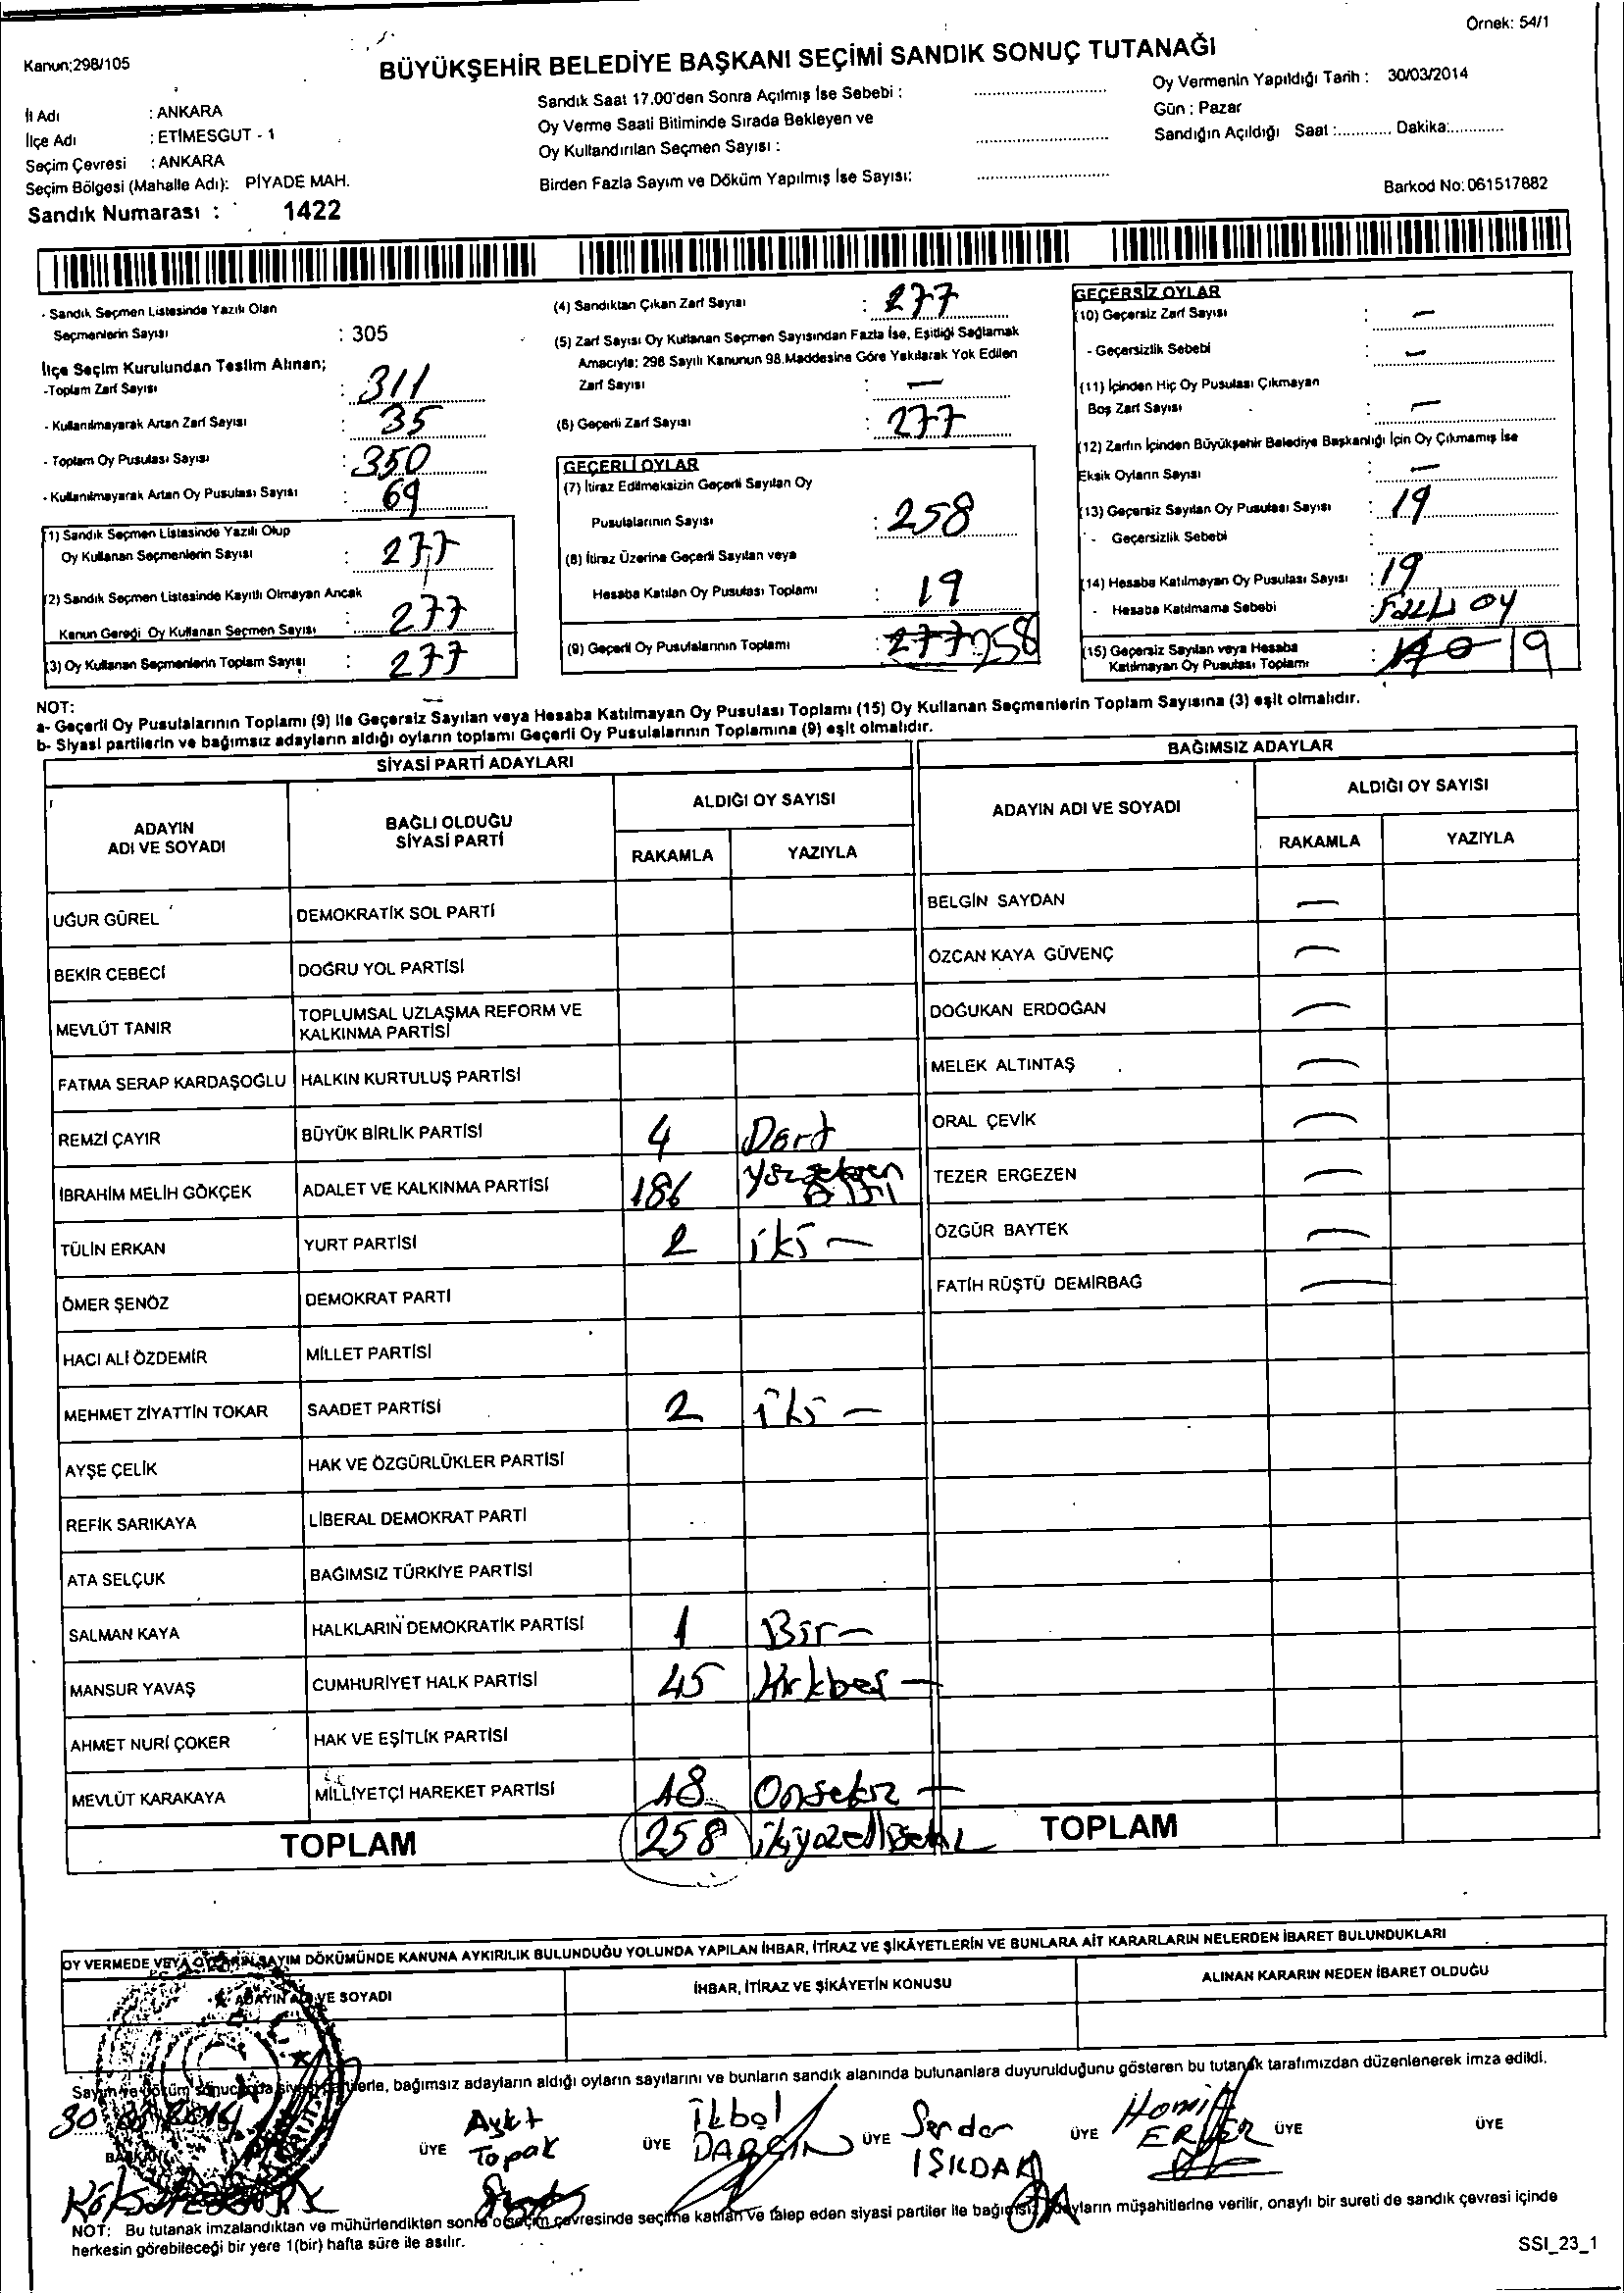 Örnek: 54/1
Kanun;298/105
BÜYÜKŞEHİR BELEDİYE BAŞKANI SEÇİMİ SANDIK SONUÇ TUTANAĞI
İl Adı : ANKARA
İlçe Adı : ETİMESGUT - 1
Seçim Çevresi : ANKARA
Seçim Bölgesi (Mahalle Adı): PİYADE MAH.
Sandık Numarası : 1422
Sandık Saat 17.00'den Sonra Açılmış İse Sebebi :
Oy Verme Saati Bitiminde Sırada Bekleyen ve
Oy Kullandırılan Seçmen Sayısı :
Birden Fazla Sayım ve Döküm Yapılmış İse Sayısı:
Oy Vermenin Yapıldığı Tarih : 30/03/2014
Gün : Pazar
Sandığın Açıldığı Saat :............ Dakika:............
Barkod No: 061517882
- Sandık Seçmen Listesinde Yazılı Olan
Seçmenlerin Sayısı : 305
İlçe Seçim Kurulundan Teslim Alınan;
-Toplam Zarf Sayısı : 311
- Kullanılmayarak Artan Zarf Sayısı : 35
- Toplam Oy Pusulası Sayısı : 350
- Kullanılmayarak Artan Oy Pusulası Sayısı : 69
(1) Sandık Seçmen Listesinde Yazılı Olup
Oy Kullanan Seçmenlerin Sayısı : 277
(2) Sandık Seçmen Listesinde Kayıtlı Olmayan Ancak
Kanun Gereği Oy Kullanan Seçmen Sayısı : 277
(3) Oy Kullanan Seçmenlerin Toplam Sayısı : 277
(4) Sandıktan Çıkan Zarf Sayısı : 277
(5) Zarf Sayısı Oy Kullanan Seçmen Sayısından Fazla İse, Eşitliği Sağlamak
Amacıyla; 298 Sayılı Kanunun 98.Maddesine Göre Yakılarak Yok Edilen
Zarf Sayısı : —
(6) Geçerli Zarf Sayısı : 277
GEÇERLİ OYLAR
(7) İtiraz Edilmeksizin Geçerli Sayılan Oy
Pusulalarının Sayısı : 258
(8) İtiraz Üzerine Geçerli Sayılan veya
Hesaba Katılan Oy Pusulası Toplamı : 19
(9) Geçerli Oy Pusulalarının Toplamı : 277 258
GEÇERSİZ OYLAR
(10) Geçersiz Zarf Sayısı : —
- Geçersizlik Sebebi : —
(11) İçinden Hiç Oy Pusulası Çıkmayan
Boş Zarf Sayısı : —
(12) Zarfın İçinden Büyükşehir Belediye Başkanlığı İçin Oy Çıkmamış İse
Eksik Oyların Sayısı : —
(13) Geçersiz Sayılan Oy Pusulası Sayısı : 19
- Geçersizlik Sebebi :
(14) Hesaba Katılmayan Oy Pusulası Sayısı : 19
- Hesaba Katılmama Sebebi : oy
(15) Geçersiz Sayılan veya Hesaba
Katılmayan Oy Pusulası Toplamı : 19
NOT:
a- Geçerli Oy Pusulalarının Toplamı (9) ile Geçersiz Sayılan veya Hesaba Katılmayan Oy Pusulası Toplamı (15) Oy Kullanan Seçmenlerin Toplam Sayısına (3) eşit olmalıdır.
b- Siyasi partilerin ve bağımsız adayların aldığı oyların toplamı Geçerli Oy Pusulalarının Toplamına (9) eşit olmalıdır.
SİYASİ PARTİ ADAYLARI
BAĞIMSIZ ADAYLAR
ADAYIN ADI VE SOYADI
BAĞLI OLDUĞU SİYASİ PARTİ
ALDIĞI OY SAYISI
RAKAMLA YAZIYLA
ADAYIN ADI VE SOYADI
ALDIĞI OY SAYISI
RAKAMLA YAZIYLA
UĞUR GÜREL DEMOKRATİK SOL PARTİ BELGİN SAYDAN —
BEKİR CEBECİ DOĞRU YOL PARTİSİ ÖZCAN KAYA GÜVENÇ —
MEVLÜT TANIR TOPLUMSAL UZLAŞMA REFORM VE KALKINMA PARTİSİ DOĞUKAN ERDOĞAN —
FATMA SERAP KARDAŞOĞLU HALKIN KURTULUŞ PARTİSİ MELEK ALTINTAŞ —
REMZİ ÇAYIR BÜYÜK BİRLİK PARTİSİ 4 Dört ORAL ÇEVİK —
İBRAHİM MELİH GÖKÇEK ADALET VE KALKINMA PARTİSİ 186 TEZER ERGEZEN —
TÜLİN ERKAN YURT PARTİSİ 2 iki — ÖZGÜR BAYTEK —
ÖMER ŞENÖZ DEMOKRAT PARTİ FATİH RÜŞTÜ DEMİRBAĞ —
HACI ALİ ÖZDEMİR MİLLET PARTİSİ
MEHMET ZİYATTİN TOKAR SAADET PARTİSİ 2 iki —
AYŞE ÇELİK HAK VE ÖZGÜRLÜKLER PARTİSİ
REFİK SARIKAYA LİBERAL DEMOKRAT PARTİ
ATA SELÇUK BAĞIMSIZ TÜRKİYE PARTİSİ
SALMAN KAYA HALKLARIN DEMOKRATİK PARTİSİ 1 Bir —
MANSUR YAVAŞ CUMHURİYET HALK PARTİSİ 45 Kırkbeş —
AHMET NURİ ÇOKER HAK VE EŞİTLİK PARTİSİ
MEVLÜT KARAKAYA MİLLİYETÇİ HAREKET PARTİSİ 18 Onsekiz —
TOPLAM 258 TOPLAM
OY VERMEDE VEYA OYLARIN SAYIM DÖKÜMÜNDE KANUNA AYKIRILIK BULUNDUĞU YOLUNDA YAPILAN İHBAR, İTİRAZ VE ŞİKÂYETLERİN VE BUNLARA AİT KARARLARIN NELERDEN İBARET BULUNDUKLARI
ADAYIN ADI VE SOYADI İHBAR, İTİRAZ VE ŞİKÂYETİN KONUSU ALINAN KARARIN NEDEN İBARET OLDUĞU
Sayım ve döküm sonucunda siyasi partilerle, bağımsız adayların aldığı oyların sayılarını ve bunların sandık alanında bulunanlara duyurulduğunu gösteren bu tutanak tarafımızdan düzenlenerek imza edildi.
BAŞKAN
ÜYE Topak
ÜYE İkbal
ÜYE Serdar IŞILDAK
ÜYE
ÜYE
ÜYE
NOT: Bu tutanak imzalandıktan ve mühürlendikten sonra o seçim çevresinde seçime katılan ve talep eden siyasi partiler ile bağımsız adayların müşahitlerine verilir, onaylı bir sureti de sandık çevresi içinde
herkesin görebileceği bir yere 1(bir) hafta süre ile asılır.
SSI_23_1